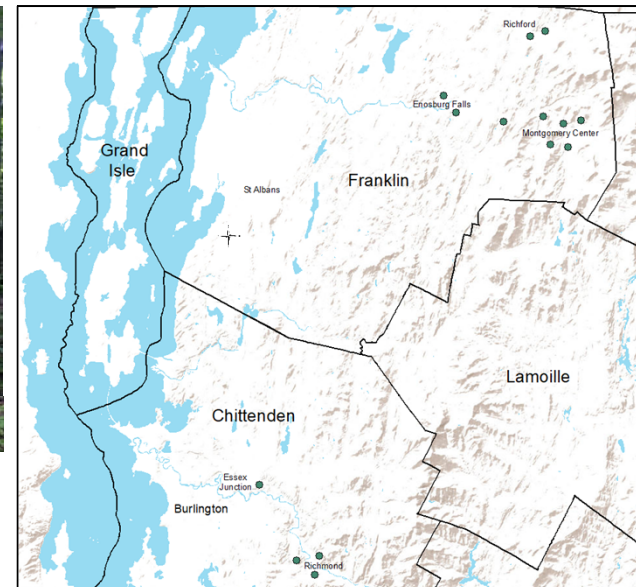 Richford
Enosburg Falls
Montgomery Center
Grand
Isle
Franklin
St Albans
Lamoille
Chittenden
Essex
Junction
Burlington
Richmond